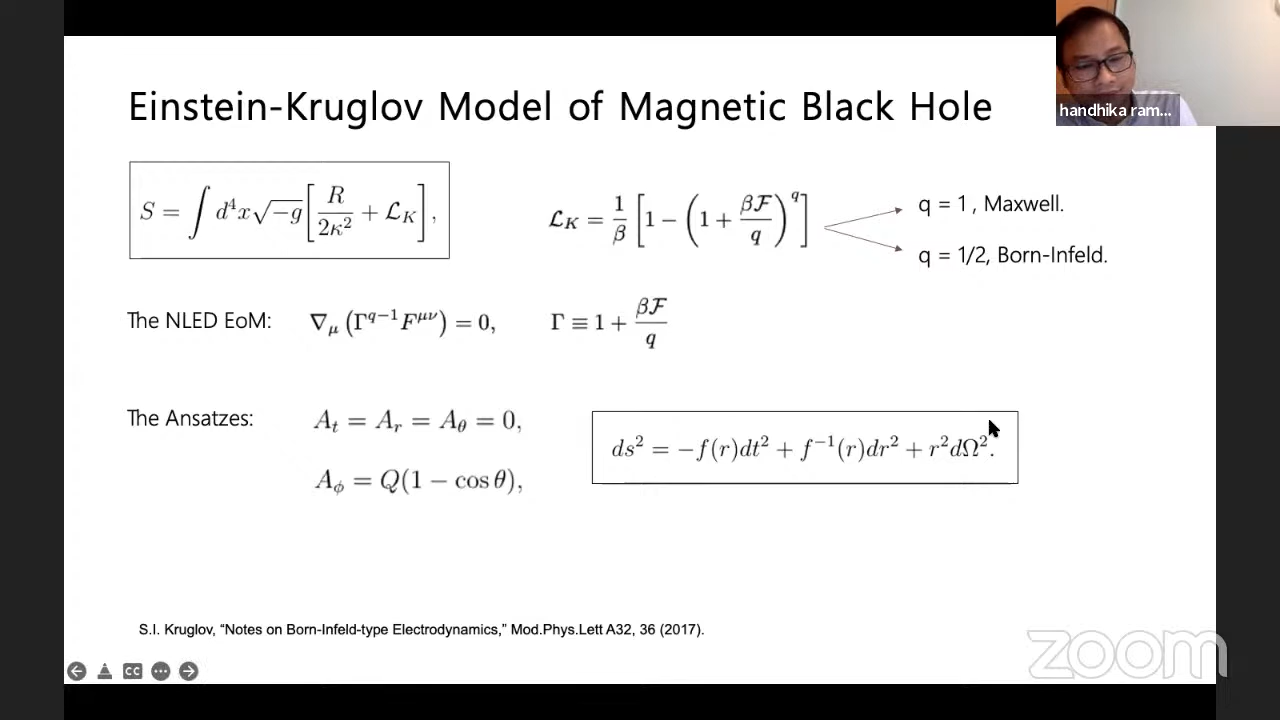 Einstein-Kruglov Model of Magnetic Black Hole
handhika ram...
S = ∫ d⁴x√−g [ R / 2κ² + ℒ_K ],
ℒ_K = 1/β [ 1 − ( 1 + βℱ/q )^q ]
q = 1 , Maxwell.
q = 1/2, Born-Infeld.
The NLED EoM: ∇_μ (Γ^{q−1} F^{μν}) = 0, Γ ≡ 1 + βℱ/q
The Ansatzes: A_t = A_r = A_θ = 0,
A_ϕ = Q(1 − cos θ),
ds² = −f(r)dt² + f⁻¹(r)dr² + r²dΩ².
S.I. Kruglov, “Notes on Born-Infeld-type Electrodynamics,” Mod.Phys.Lett A32, 36 (2017).
CC
zoom